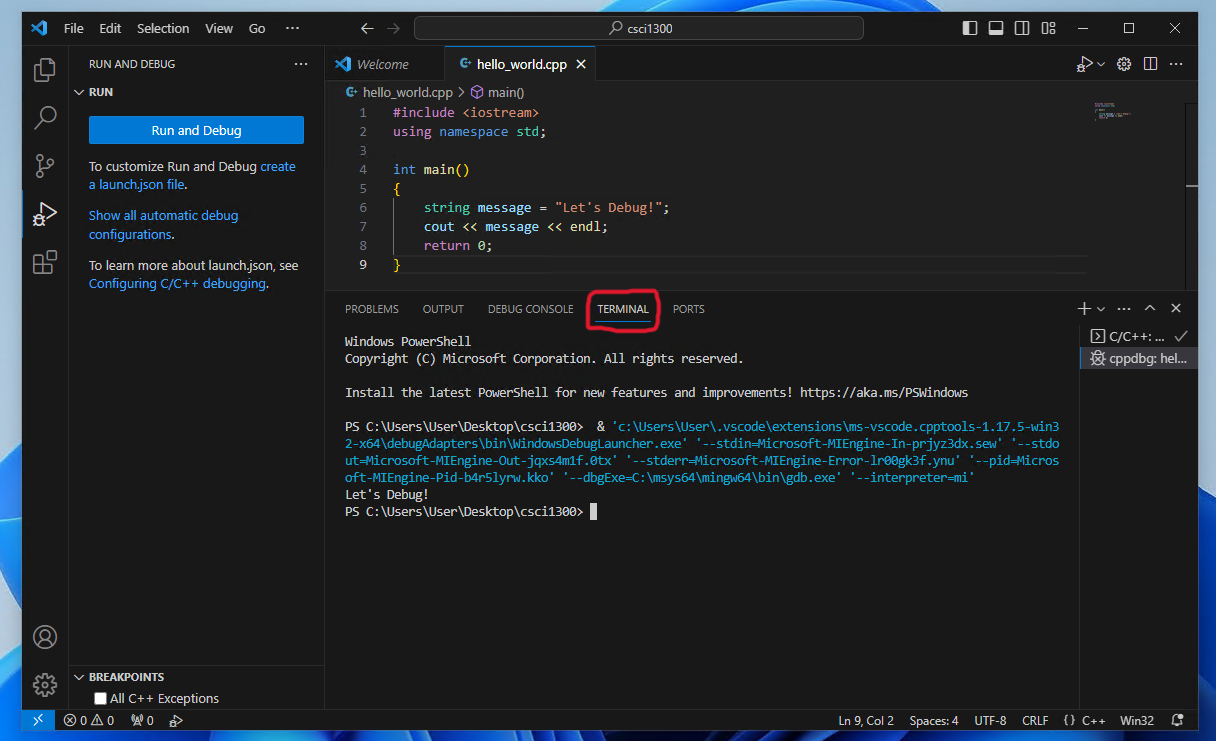 File Edit Selection View Go ··· csci1300
RUN AND DEBUG ···
RUN
Run and Debug
To customize Run and Debug create
a launch.json file.
Show all automatic debug
configurations.
To learn more about launch.json, see
Configuring C/C++ debugging.
Welcome hello_world.cpp
hello_world.cpp > main()
1 #include <iostream>
2 using namespace std;
3
4 int main()
5 {
6 string message = "Let's Debug!";
7 cout << message << endl;
8 return 0;
9 }
PROBLEMS OUTPUT DEBUG CONSOLE TERMINAL PORTS
Windows PowerShell
Copyright (C) Microsoft Corporation. All rights reserved.
Install the latest PowerShell for new features and improvements! https://aka.ms/PSWindows
PS C:\Users\User\Desktop\csci1300>  & 'c:\Users\User\.vscode\extensions\ms-vscode.cpptools-1.17.5-win3
2-x64\debugAdapters\bin\WindowsDebugLauncher.exe' '--stdin=Microsoft-MIEngine-In-prjyz3dx.sew' '--stdo
ut=Microsoft-MIEngine-Out-jqxs4m1f.0tx' '--stderr=Microsoft-MIEngine-Error-lr00gk3f.ynu' '--pid=Micros
oft-MIEngine-Pid-b4r5lyrw.kko' '--dbgExe=C:\msys64\mingw64\bin\gdb.exe' '--interpreter=mi'
Let's Debug!
PS C:\Users\User\Desktop\csci1300>
C/C++: ...
cppdbg: hel...
BREAKPOINTS
All C++ Exceptions
0 0 0 Ln 9, Col 2 Spaces: 4 UTF-8 CRLF {} C++ Win32